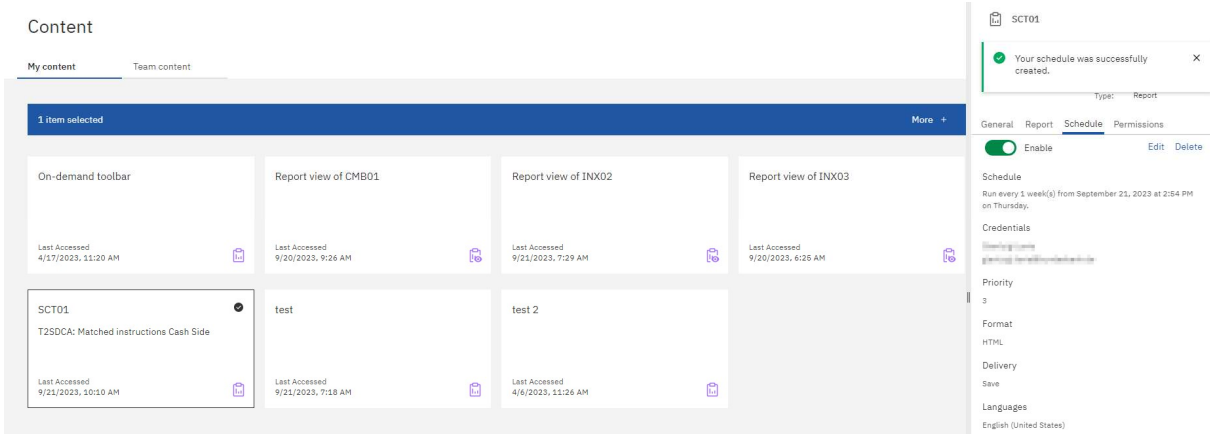 Content
My content Team content
1 item selected More +
On-demand toolbar
Last Accessed
4/17/2023, 11:20 AM
Report view of CMB01
Last Accessed
9/20/2023, 9:26 AM
Report view of INX02
Last Accessed
9/21/2023, 7:29 AM
Report view of INX03
Last Accessed
9/20/2023, 6:25 AM
SCT01
T2SDCA: Matched instructions Cash Side
Last Accessed
9/21/2023, 10:10 AM
test
Last Accessed
9/21/2023, 7:18 AM
test 2
Last Accessed
4/6/2023, 11:26 AM
SCT01
Your schedule was successfully
created.
Type: Report
General Report Schedule Permissions
Enable Edit Delete
Schedule
Run every 1 week(s) from September 21, 2023 at 2:54 PM
on Thursday.
Credentials
Priority
3
Format
HTML
Delivery
Save
Languages
English (United States)